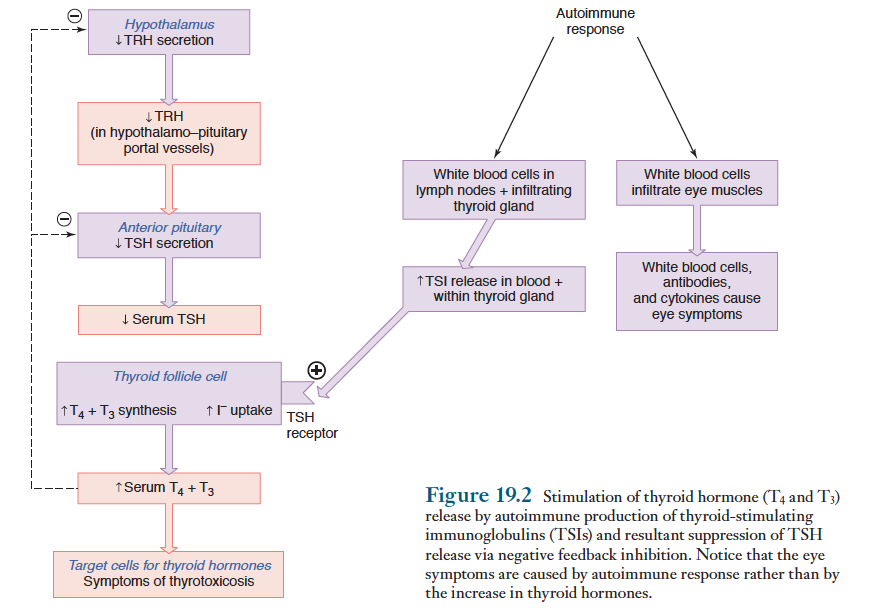 ⊖
Hypothalamus
↓TRH secretion
↓TRH
(in hypothalamo–pituitary
portal vessels)
⊖
Anterior pituitary
↓TSH secretion
↓ Serum TSH
Thyroid follicle cell
↑T4 + T3 synthesis ↑I⁻ uptake
⊕
TSH
receptor
↑Serum T4 + T3
Target cells for thyroid hormones
Symptoms of thyrotoxicosis
Autoimmune
response
White blood cells in
lymph nodes + infiltrating
thyroid gland
↑TSI release in blood +
within thyroid gland
White blood cells
infiltrate eye muscles
White blood cells,
antibodies,
and cytokines cause
eye symptoms
Figure 19.2 Stimulation of thyroid hormone (T4 and T3)
release by autoimmune production of thyroid-stimulating
immunoglobulins (TSIs) and resultant suppression of TSH
release via negative feedback inhibition. Notice that the eye
symptoms are caused by autoimmune response rather than by
the increase in thyroid hormones.